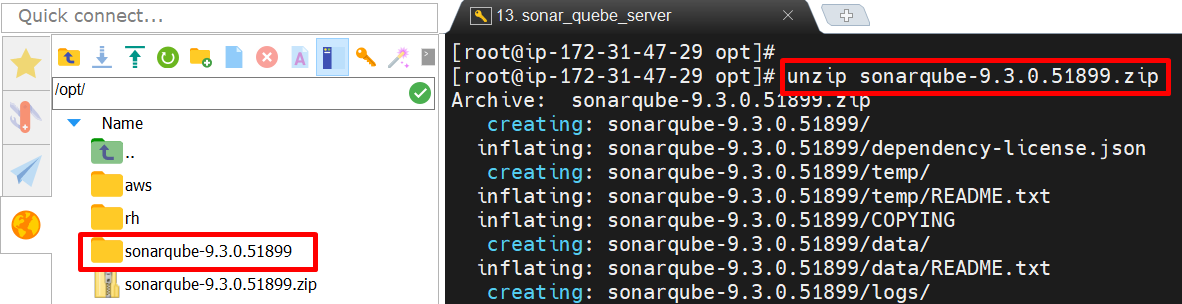 Quick connect...
/opt/
Name
..
aws
rh
sonarqube-9.3.0.51899
sonarqube-9.3.0.51899.zip
13. sonar_quebe_server
[root@ip-172-31-47-29 opt]#
[root@ip-172-31-47-29 opt]# unzip sonarqube-9.3.0.51899.zip
Archive:  sonarqube-9.3.0.51899.zip
   creating: sonarqube-9.3.0.51899/
  inflating: sonarqube-9.3.0.51899/dependency-license.json
   creating: sonarqube-9.3.0.51899/temp/
  inflating: sonarqube-9.3.0.51899/temp/README.txt
  inflating: sonarqube-9.3.0.51899/COPYING
   creating: sonarqube-9.3.0.51899/data/
  inflating: sonarqube-9.3.0.51899/data/README.txt
   creating: sonarqube-9.3.0.51899/logs/